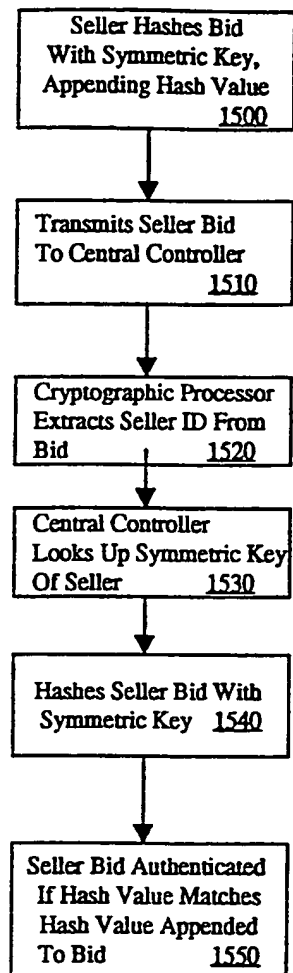 Seller Hashes Bid
With Symmetric Key,
Appending Hash Value
1500
Transmits Seller Bid
To Central Controller
1510
Cryptographic Processor
Extracts Seller ID From
Bid 1520
Central Controller
Looks Up Symmetric Key
Of Seller 1530
Hashes Seller Bid With
Symmetric Key 1540
Seller Bid Authenticated
If Hash Value Matches
Hash Value Appended
To Bid 1550